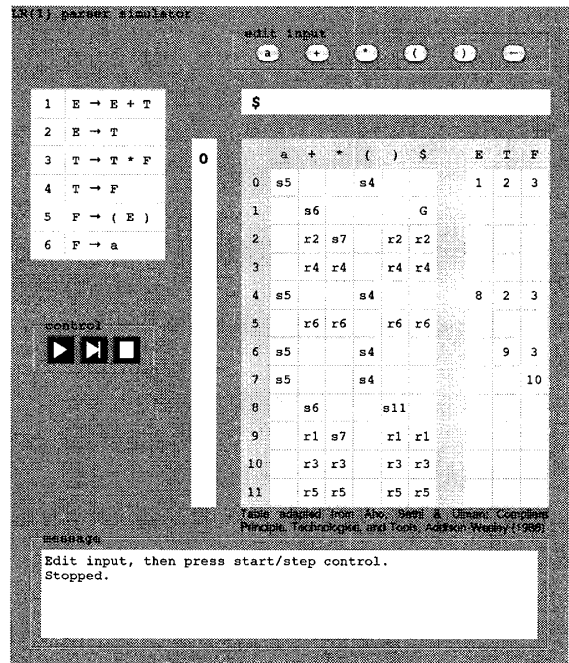 LR(1) parser simulator
edit input
a + * ( ) ←
1 E → E + T
2 E → T
3 T → T * F
4 T → F
5 F → ( E )
6 F → a
$
0
a + * ( ) $ E T F
0 s5 s4 1 2 3
1 s6 G
2 r2 s7 r2 r2
3 r4 r4 r4 r4
4 s5 s4 8 2 3
5 r6 r6 r6 r6
6 s5 s4 9 3
7 s5 s4 10
8 s6 s11
9 r1 s7 r1 r1
10 r3 r3 r3 r3
11 r5 r5 r5 r5
Table adapted from Aho, Sethi & Ullman: Compilers
Principle, Technologies, and Tools, Addison-Wesley (1986)
control
message
Edit input, then press start/step control.
Stopped.